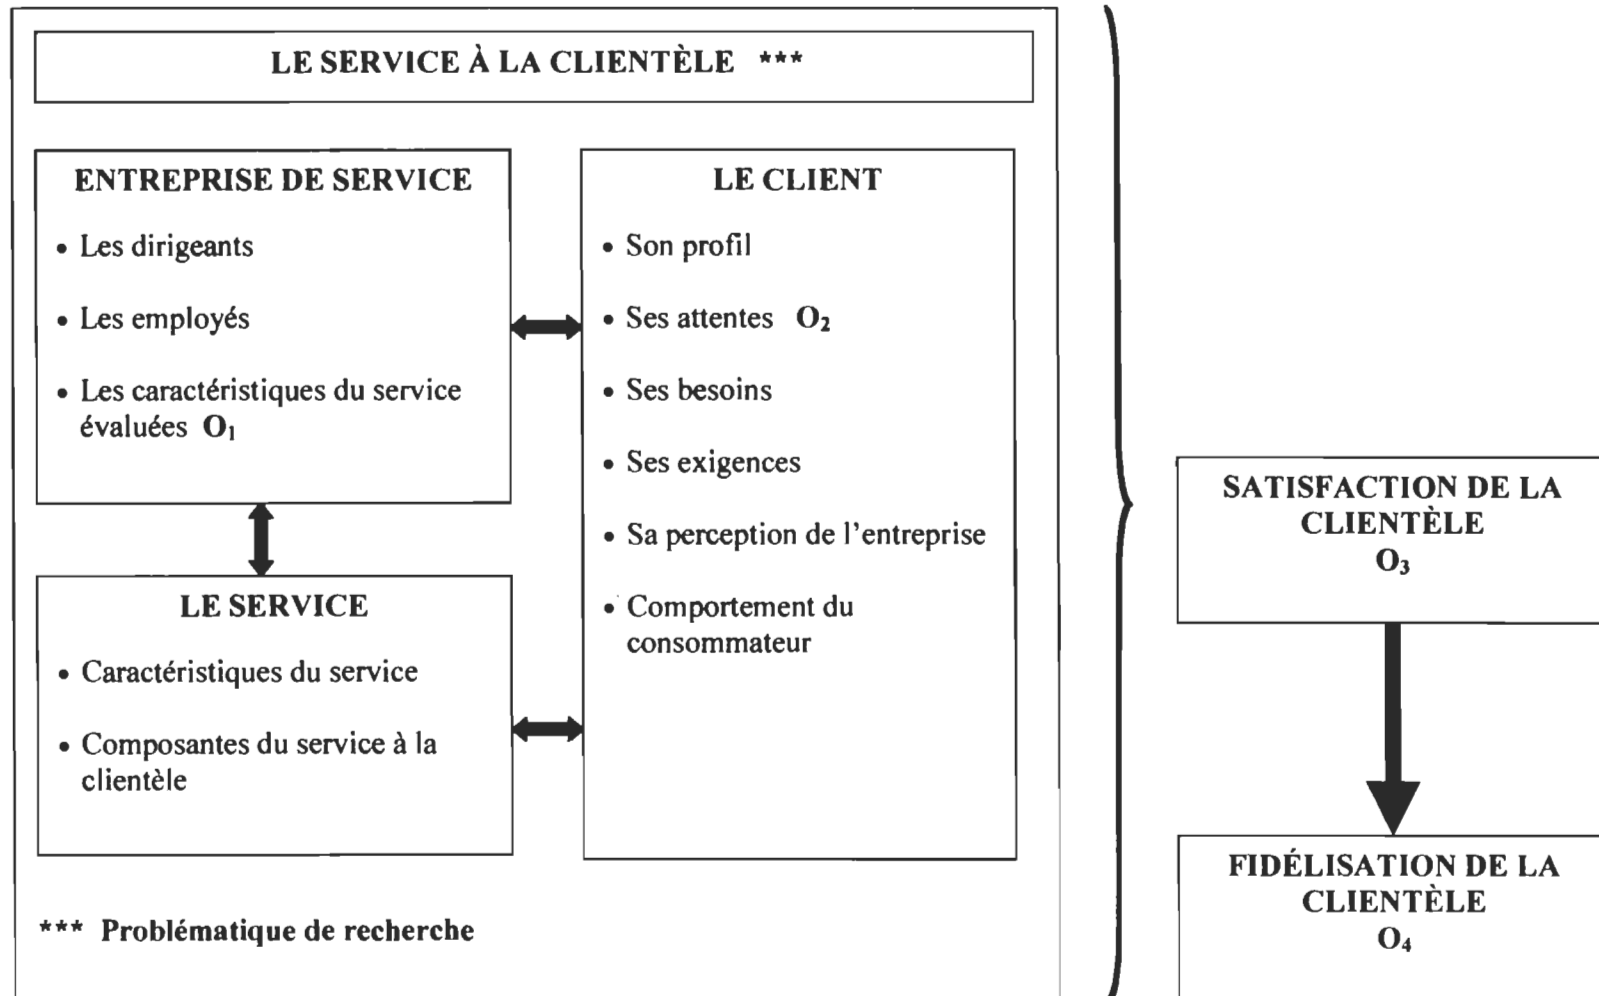 LE SERVICE À LA CLIENTÈLE ***
ENTREPRISE DE SERVICE
• Les dirigeants
• Les employés
• Les caractéristiques du service
évaluées O₁
LE SERVICE
• Caractéristiques du service
• Composantes du service à la
clientèle
LE CLIENT
• Son profil
• Ses attentes O₂
• Ses besoins
• Ses exigences
• Sa perception de l'entreprise
• Comportement du
consommateur
*** Problématique de recherche
SATISFACTION DE LA
CLIENTÈLE
O₃
FIDÉLISATION DE LA
CLIENTÈLE
O₄